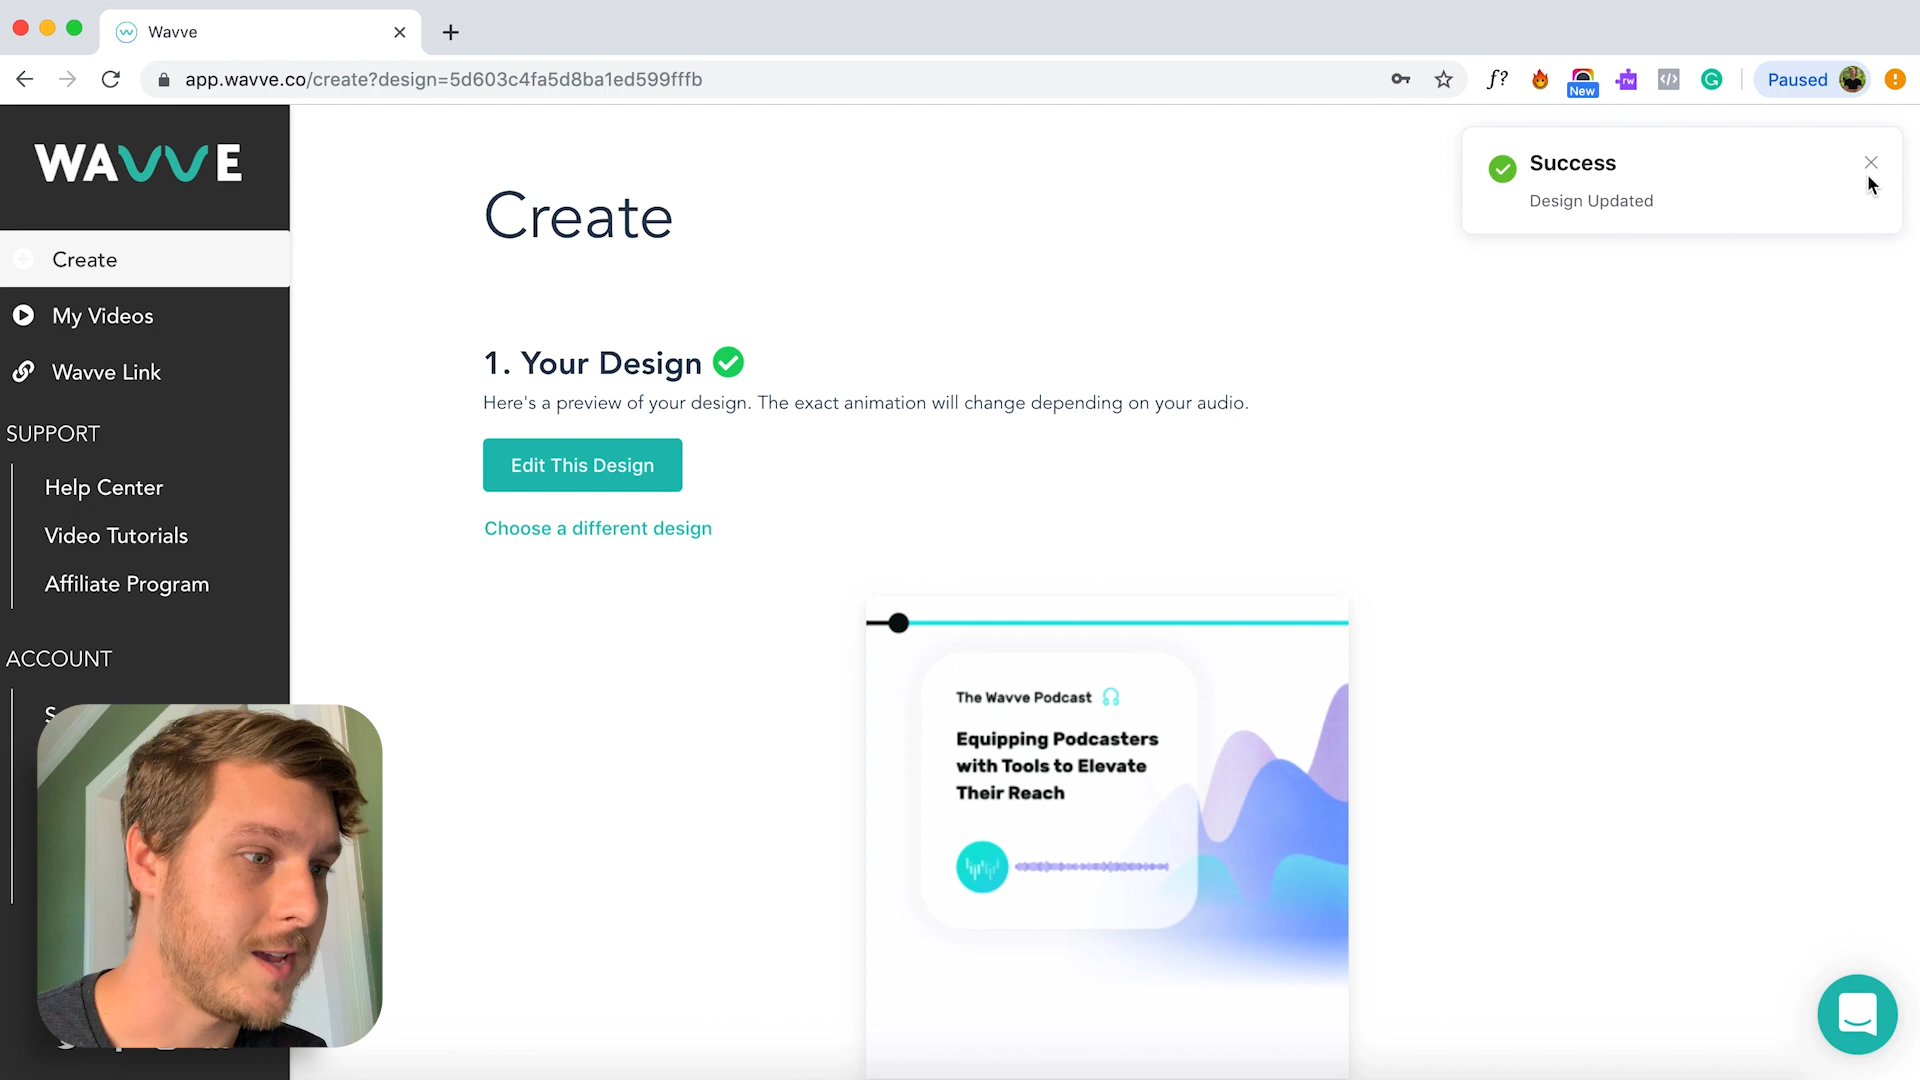 Wavve
app.wavve.co/create?design=5d603c4fa5d8ba1ed599fffb
f?
New
rw
</>
G
Paused
WAVVE
Create
My Videos
Wavve Link
SUPPORT
Help Center
Video Tutorials
Affiliate Program
ACCOUNT
S
Create
1. Your Design
Here's a preview of your design. The exact animation will change depending on your audio.
Edit This Design
Choose a different design
The Wavve Podcast
Equipping Podcasters
with Tools to Elevate
Their Reach
Success
Design Updated